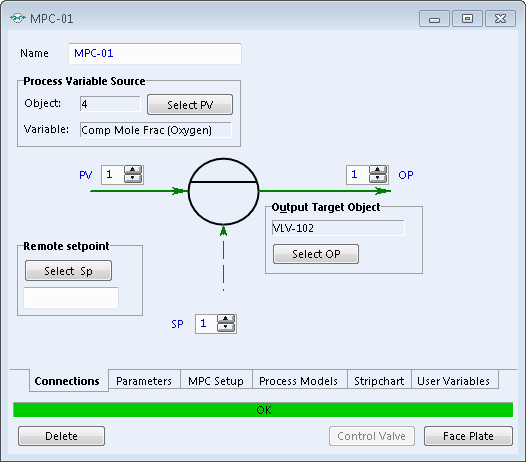 MPC-01
Name MPC-01
Process Variable Source
Object: 4 Select PV
Variable: Comp Mole Frac (Oxygen)
PV 1 1 OP
Output Target Object
VLV-102
Select OP
Remote setpoint
Select Sp
SP 1
Connections Parameters MPC Setup Process Models Stripchart User Variables
OK
Delete Control Valve Face Plate